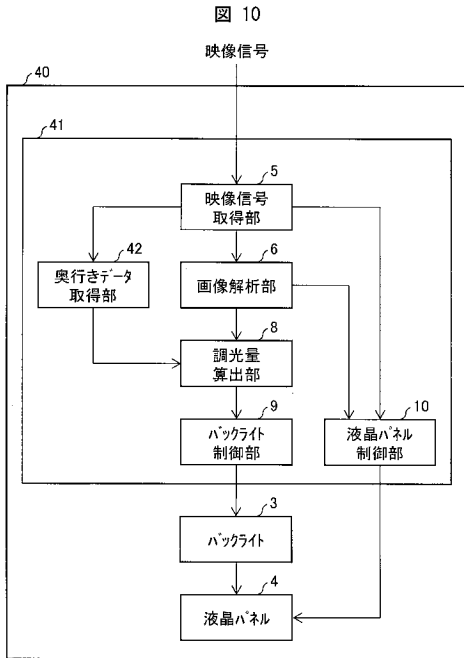 図 10
映像信号
40
41
5
映像信号
取得部
42
奥行きデータ
取得部
6
画像解析部
8
調光量
算出部
9
バックライト
制御部
10
液晶パネル
制御部
3
バックライト
4
液晶パネル